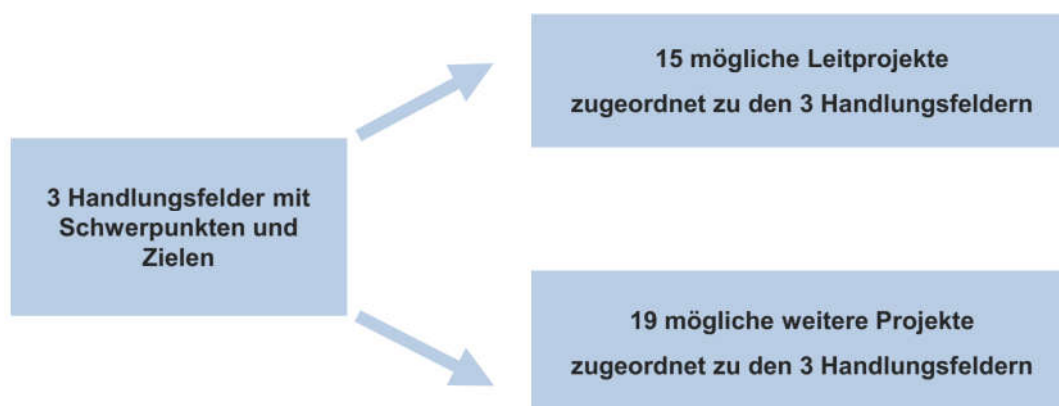 15 mögliche Leitprojekte
zugeordnet zu den 3 Handlungsfeldern
3 Handlungsfelder mit
Schwerpunkten und
Zielen
19 mögliche weitere Projekte
zugeordnet zu den 3 Handlungsfeldern